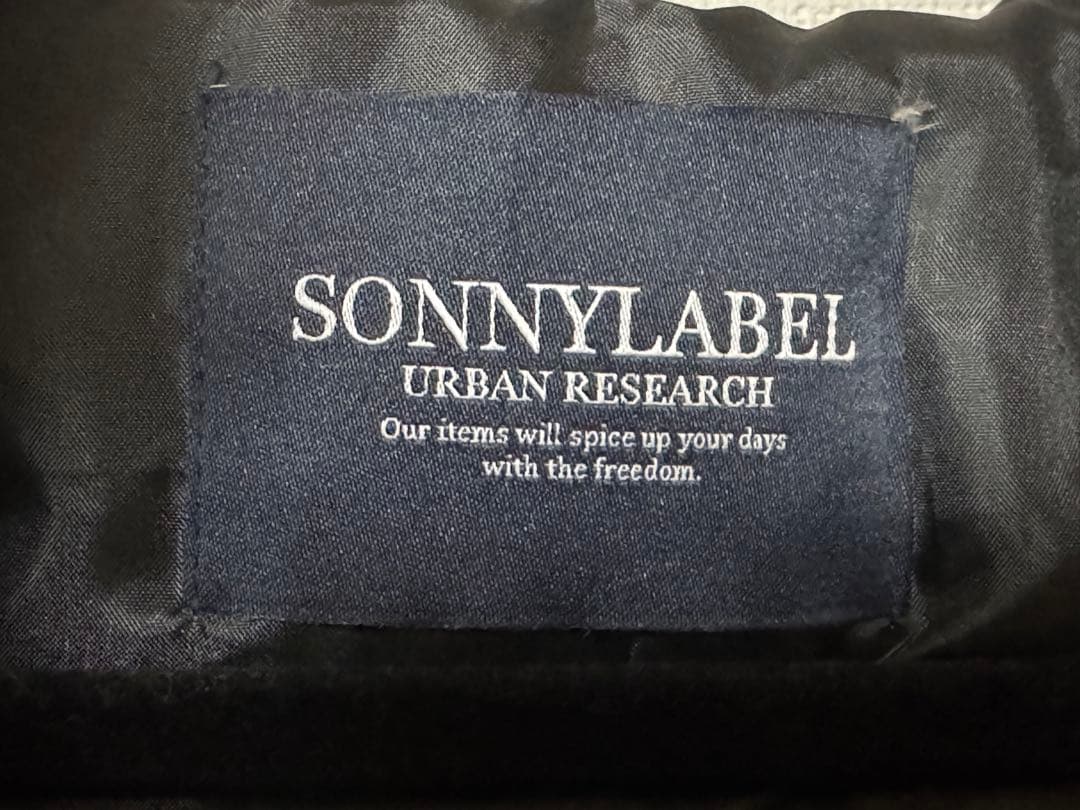 SONNYLABEL
URBAN RESEARCH
Our items will spice up your days
with the freedom.